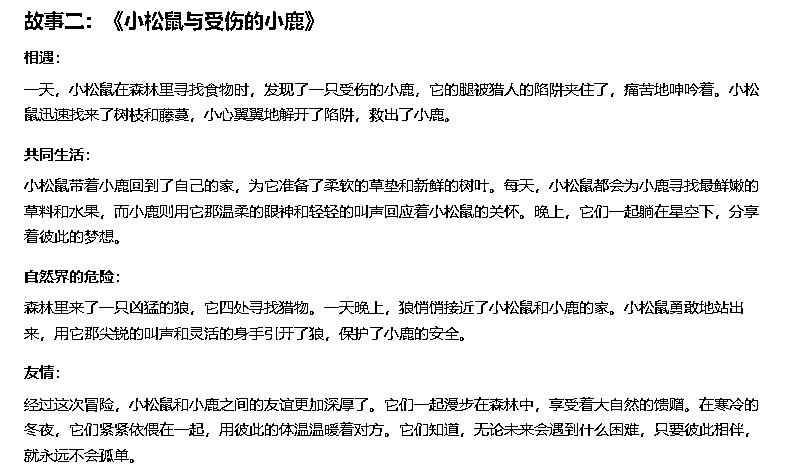 故事二：《小松鼠与受伤的小鹿》
相遇：
一天，小松鼠在森林里寻找食物时，发现了一只受伤的小鹿，它的腿被猎人的陷阱夹住了，痛苦地呻吟着。小松
鼠迅速找来了树枝和藤蔓，小心翼翼地解开了陷阱，救出了小鹿。
共同生活：
小松鼠带着小鹿回到了自己的家，为它准备了柔软的草垫和新鲜的树叶。每天，小松鼠都会为小鹿寻找最鲜嫩的
草料和水果，而小鹿则用它那温柔的眼神和轻轻的叫声回应着小松鼠的关怀。晚上，它们一起躺在星空下，分享
着彼此的梦想。
自然界的危险：
森林里来了一只凶猛的狼，它四处寻找猎物。一天晚上，狼悄悄接近了小松鼠和小鹿的家。小松鼠勇敢地站出
来，用它那尖锐的叫声和灵活的身手引开了狼，保护了小鹿的安全。
友情：
经过这次冒险，小松鼠和小鹿之间的友谊更加深厚了。它们一起漫步在森林中，享受着大自然的馈赠。在寒冷的
冬夜，它们紧紧依偎在一起，用彼此的体温温暖着对方。它们知道，无论未来会遇到什么困难，只要彼此相伴，
就永远不会孤单。